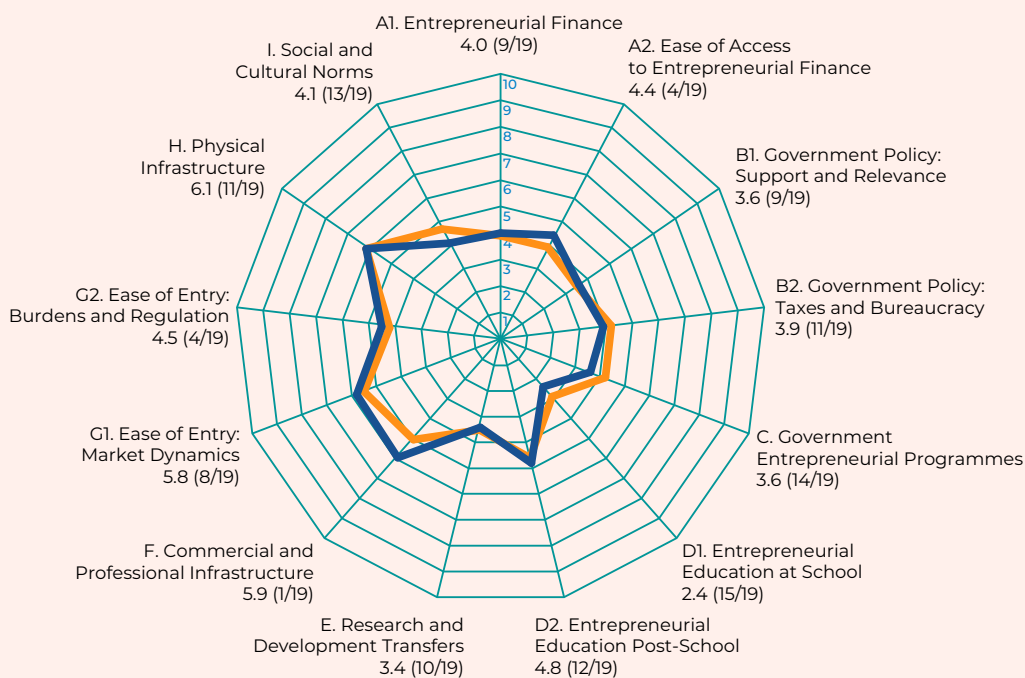 A1. Entrepreneurial Finance
4.0 (9/19)
A2. Ease of Access
to Entrepreneurial Finance
4.4 (4/19)
B1. Government Policy:
Support and Relevance
3.6 (9/19)
B2. Government Policy:
Taxes and Bureaucracy
3.9 (11/19)
C. Government
Entrepreneurial Programmes
3.6 (14/19)
D1. Entrepreneurial
Education at School
2.4 (15/19)
D2. Entrepreneurial
Education Post-School
4.8 (12/19)
E. Research and
Development Transfers
3.4 (10/19)
F. Commercial and
Professional Infrastructure
5.9 (1/19)
G1. Ease of Entry:
Market Dynamics
5.8 (8/19)
G2. Ease of Entry:
Burdens and Regulation
4.5 (4/19)
H. Physical
Infrastructure
6.1 (11/19)
I. Social and
Cultural Norms
4.1 (13/19)
10
9
8
7
6
5
4
3
2
1